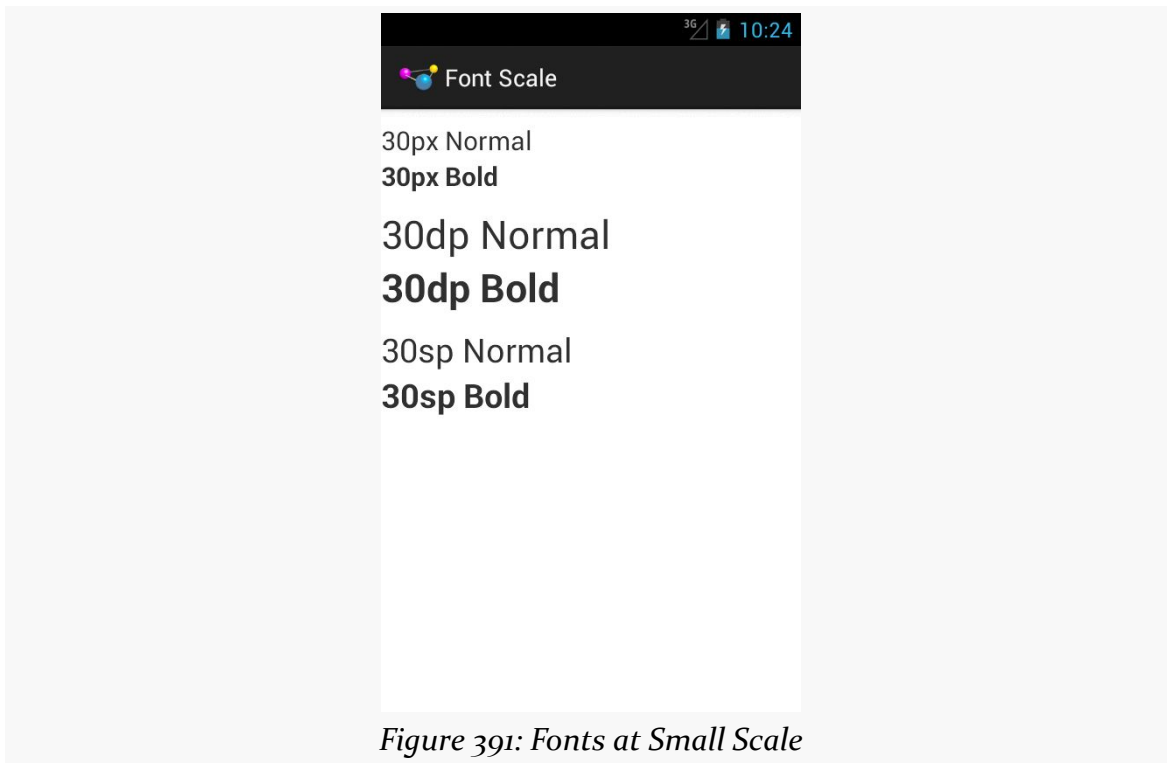 3G 10:24
Font Scale
30px Normal
30px Bold
30dp Normal
30dp Bold
30sp Normal
30sp Bold
Figure 391: Fonts at Small Scale